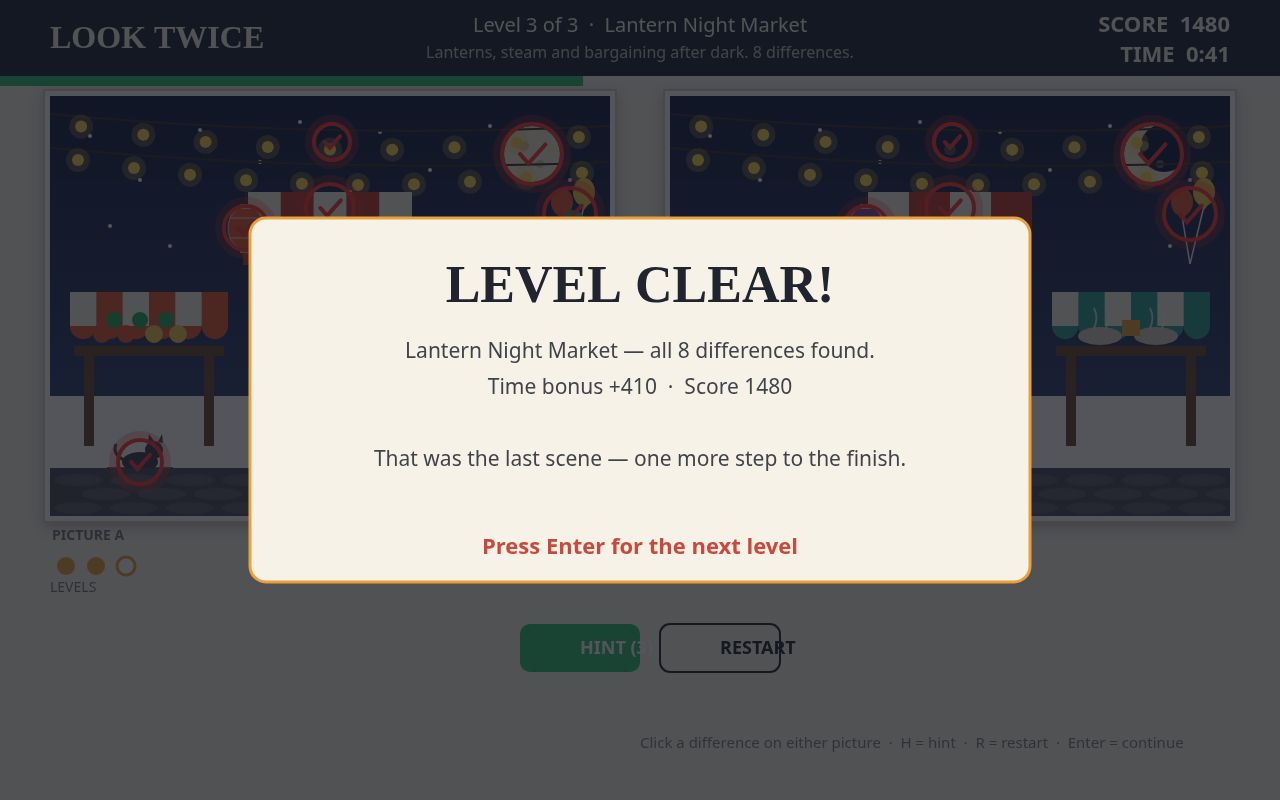 LOOK TWICE
Level 3 of 3 · Lantern Night Market
Lanterns, steam and bargaining after dark. 8 differences.
SCORE 1480
TIME 0:41
LEVEL CLEAR!
Lantern Night Market — all 8 differences found.
Time bonus +410 · Score 1480
That was the last scene — one more step to the finish.
Press Enter for the next level
PICTURE A
LEVELS
HINT (3)
RESTART
Click a difference on either picture · H = hint · R = restart · Enter = continue